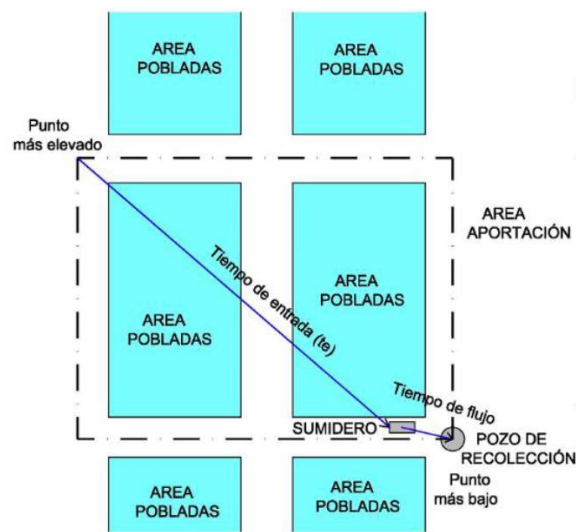 AREA
POBLADAS
AREA
POBLADAS
Punto
más elevado
AREA
APORTACIÓN
AREA
POBLADAS
Tiempo de entrada (te)
AREA
POBLADAS
Tiempo de flujo
SUMIDERO
POZO DE
RECOLECCIÓN
Punto
más bajo
AREA
POBLADAS
AREA
POBLADAS